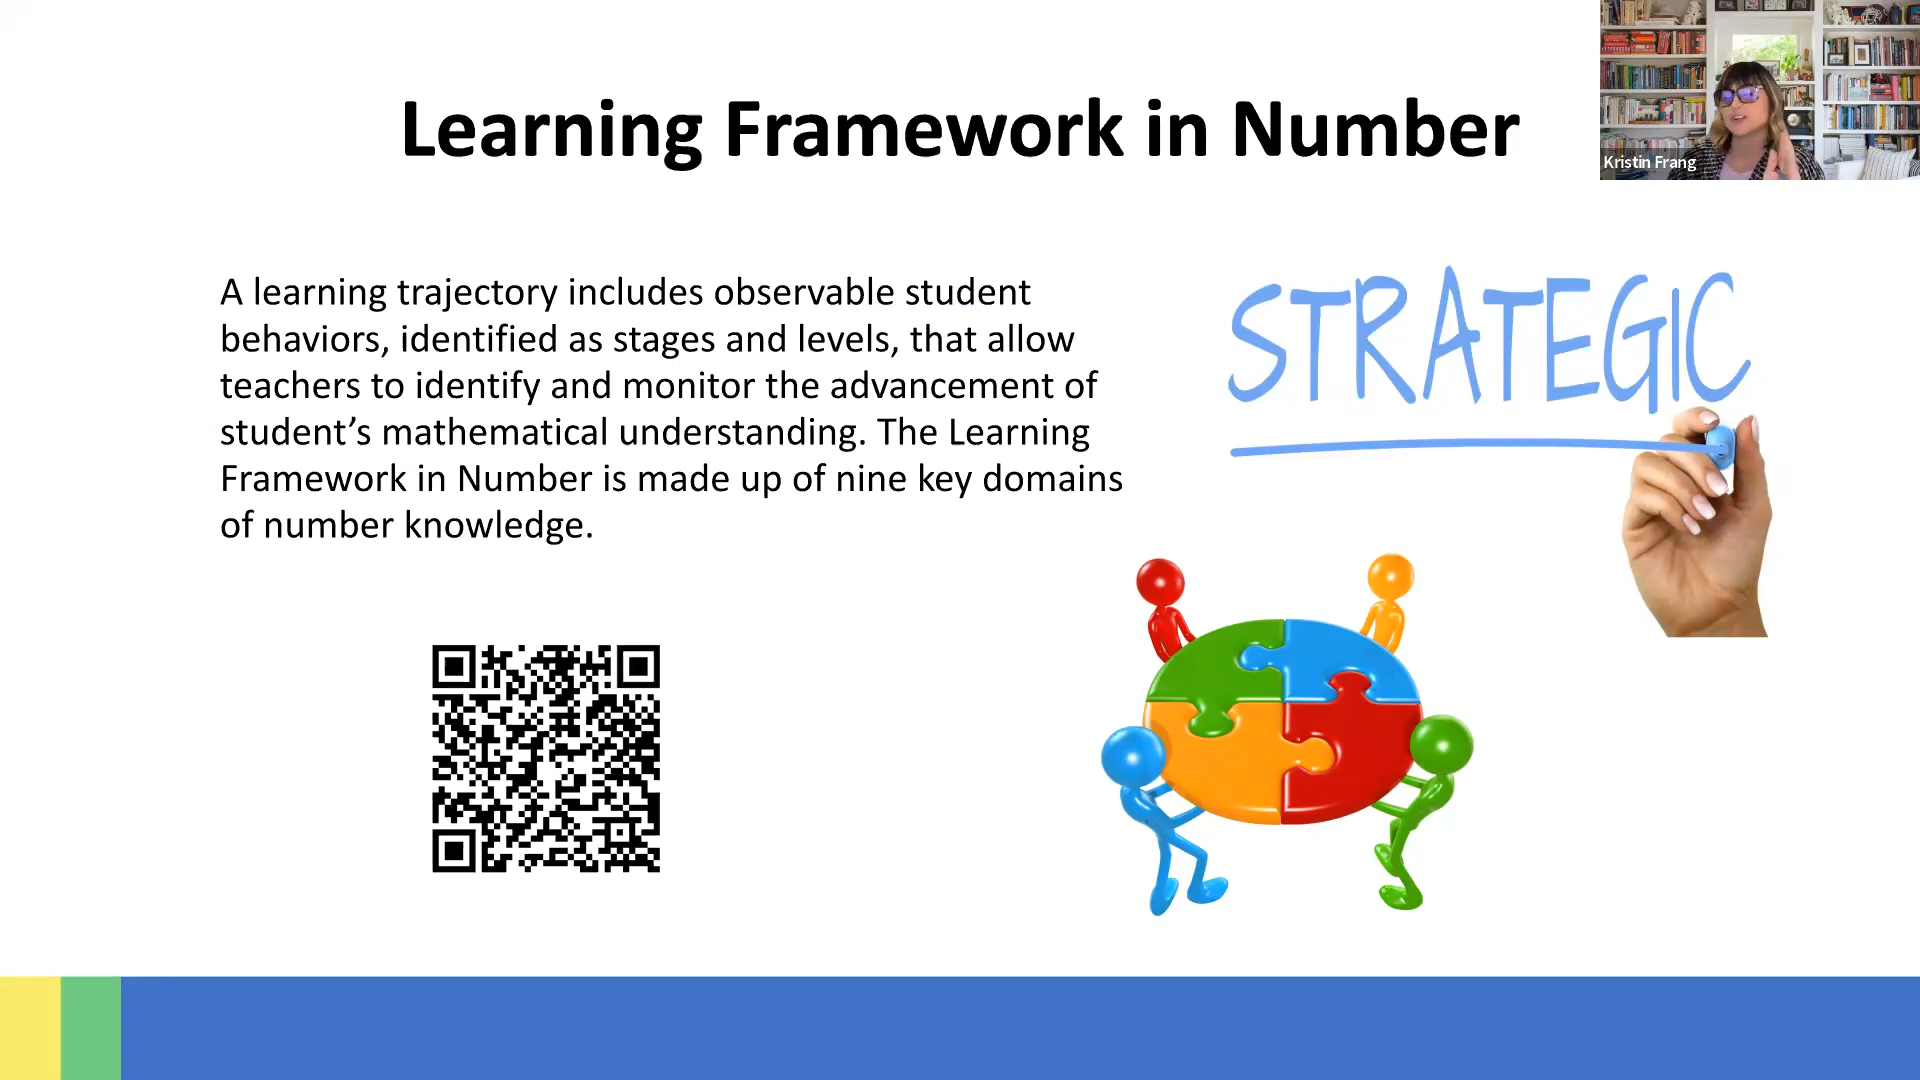 Learning Framework in Number
Kristin Frang
A learning trajectory includes observable student
behaviors, identified as stages and levels, that allow
teachers to identify and monitor the advancement of
student’s mathematical understanding. The Learning
Framework in Number is made up of nine key domains
of number knowledge.
STRATEGIC